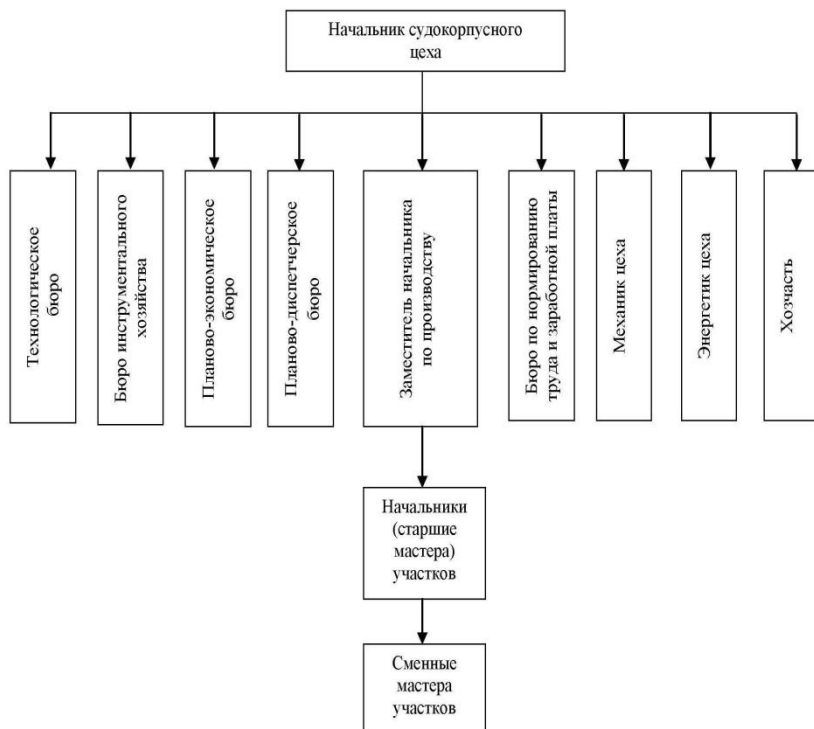 Начальник судокорпусного
цеха
Технологическое
бюро
Бюро инструментального
хозяйства
Планово-экономическое
бюро
Планово-диспетчерское
бюро
Заместитель начальника
по производству
Бюро по нормированию
труда и заработной платы
Механик цеха
Энергетик цеха
Хозчасть
Начальники
(старшие
мастера)
участков
Сменные
мастера
участков